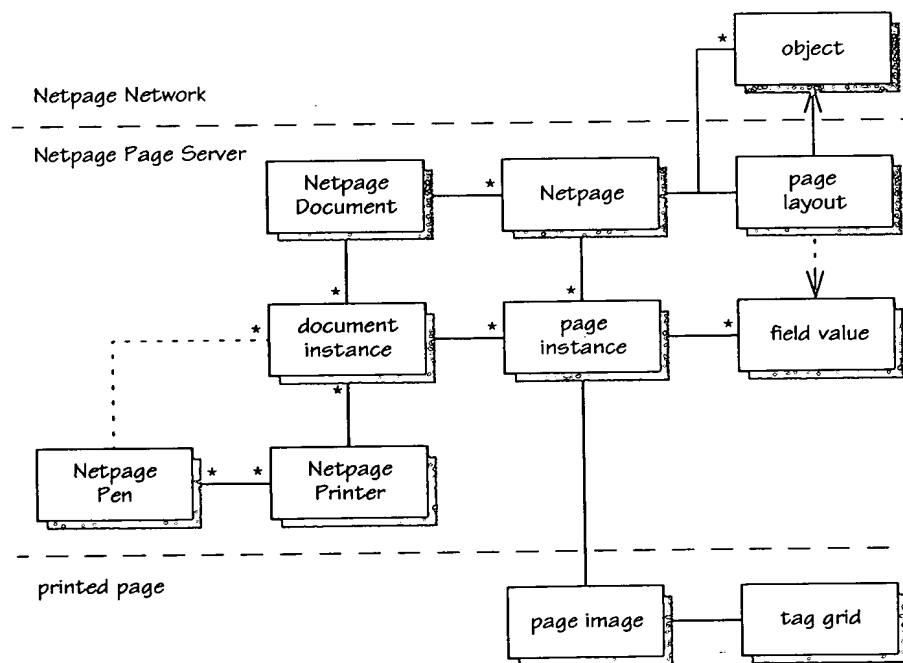 object
Netpage Network
Netpage Page Server
Netpage
Document
Netpage
page
layout
document
instance
page
instance
field value
Netpage
Pen
Netpage
Printer
printed page
page image
tag grid
*
*
*
*
*
*
*
*
*
*